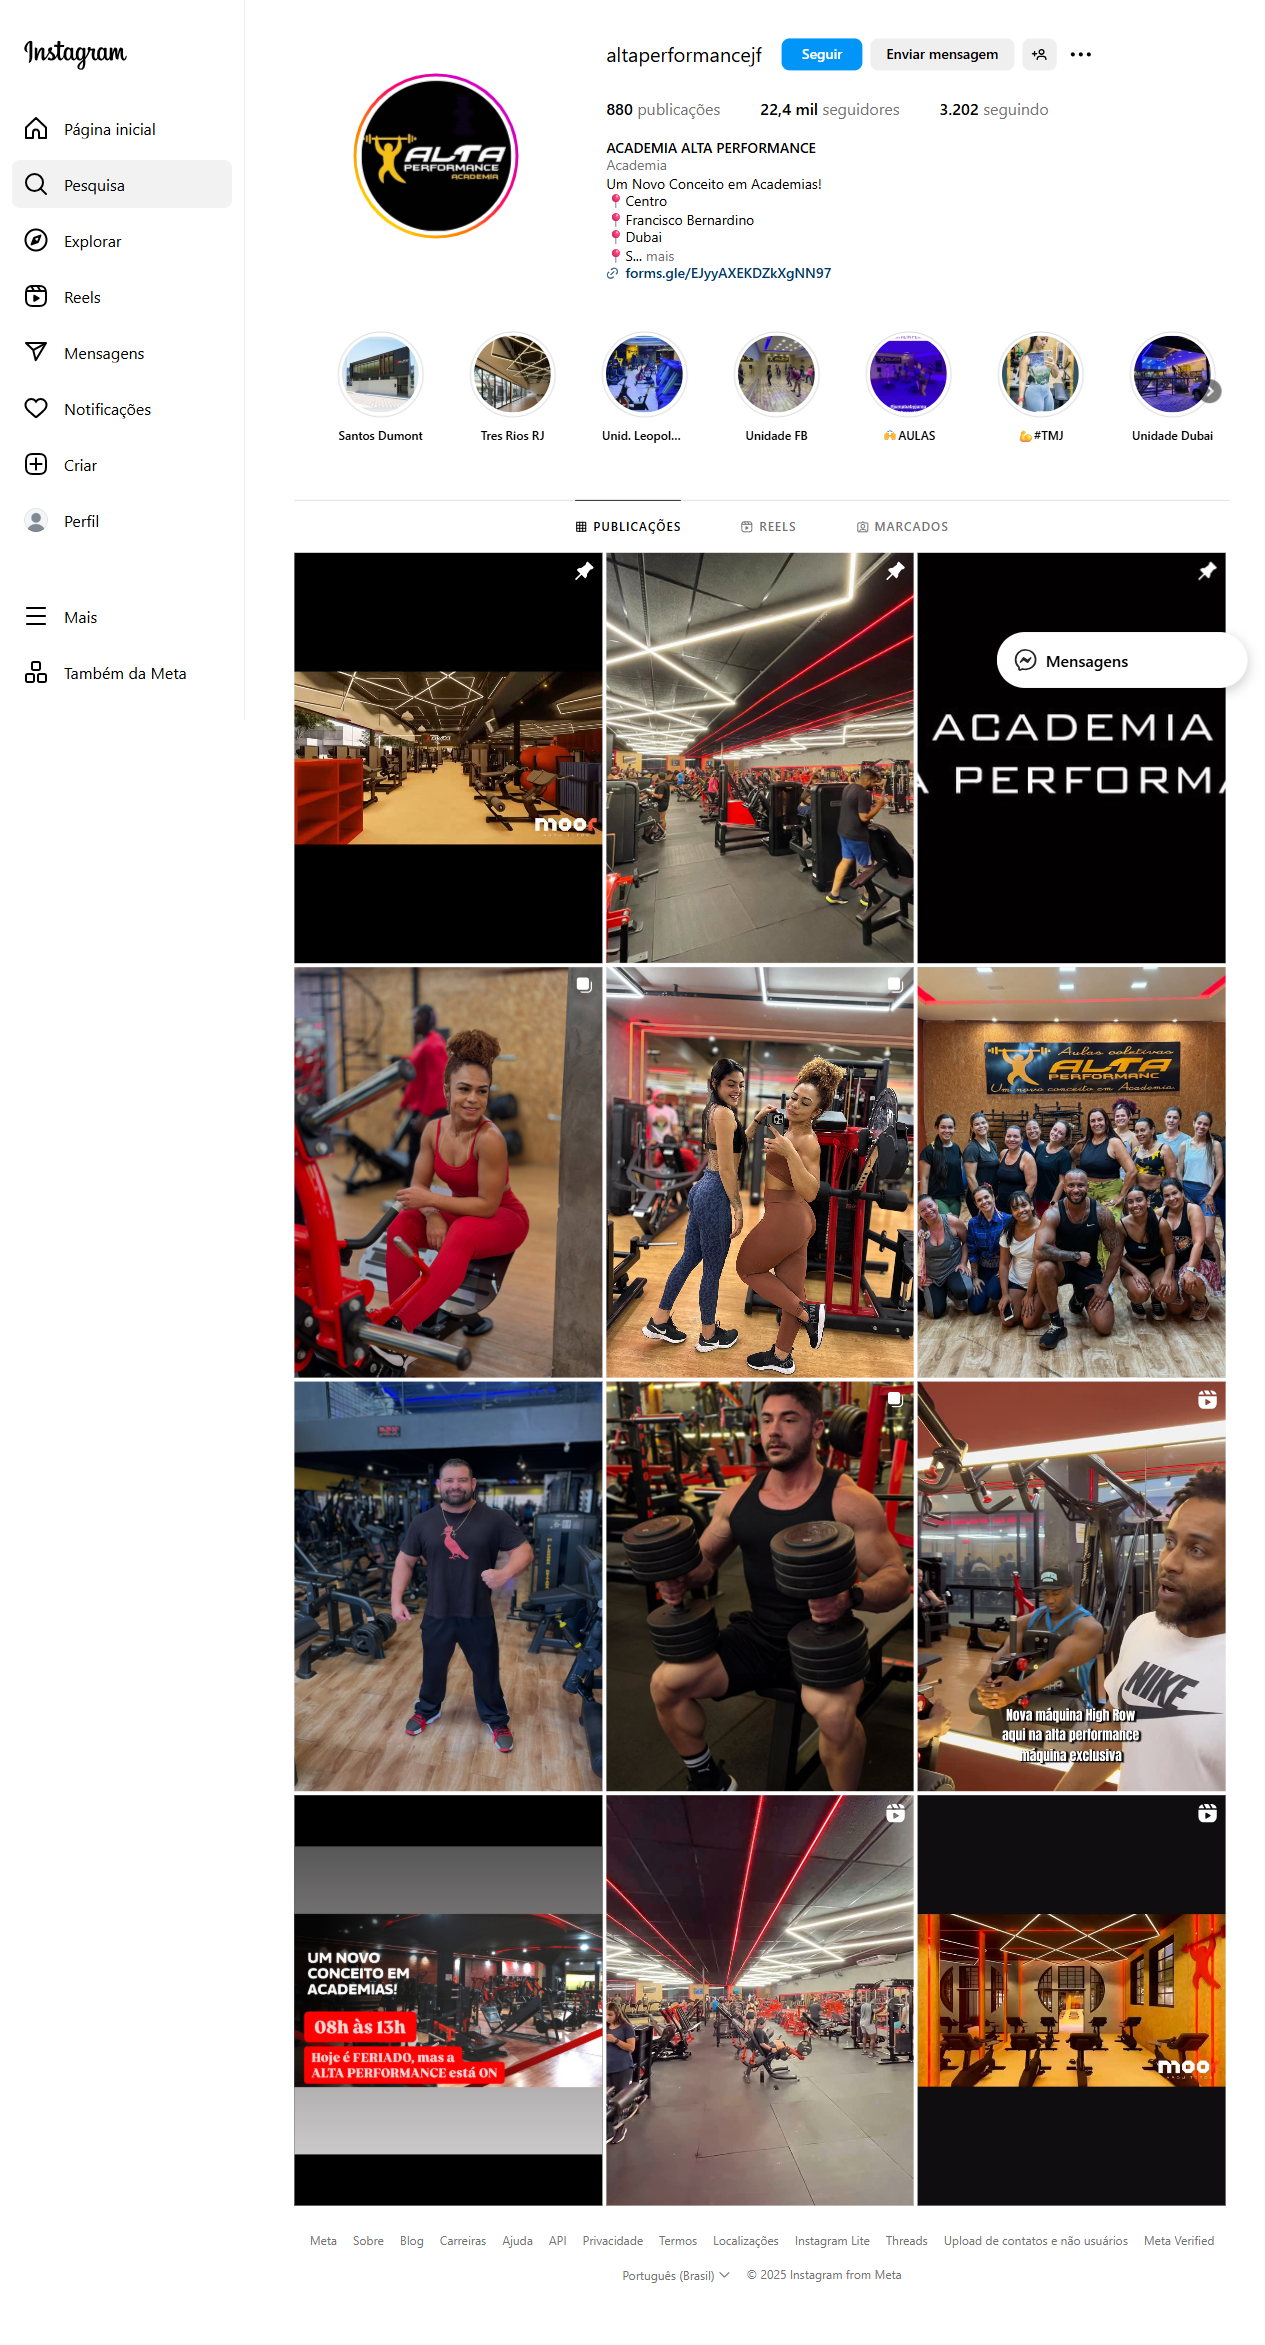 Instagram
Página inicial
Pesquisa
Explorar
Reels
Mensagens
Notificações
Criar
Perfil
Mais
Também da Meta
altaperformancejf
Seguir
Enviar mensagem
880 publicações
22,4 mil seguidores
3.202 seguindo
ALTA
PERFORMANCE
ACADEMIA
ACADEMIA ALTA PERFORMANCE
Academia
Um Novo Conceito em Academias!
📍Centro
📍Francisco Bernardino
📍Dubai
📍S... mais
forms.gle/EJyyAXEKDZkXgNN97
Santos Dumont
Tres Rios RJ
Unid. Leopol...
Unidade FB
🙌AULAS
💪#TMJ
Unidade Dubai
PUBLICAÇÕES
REELS
MARCADOS
moor
Mensagens
ACADEMIA
A PERFORMA
Aulas coletivas
ALTA
PERFORMANC
Um novo conceito em Academia
NIKE
Nova máquina High Row
aqui na alta performance
máquina exclusiva
UM NOVO
CONCEITO EM
ACADEMIAS!
08h às 13h
Hoje é FERIADO, mas a
ALTA PERFORMANCE está ON
moo
Meta
Sobre
Blog
Carreiras
Ajuda
API
Privacidade
Termos
Localizações
Instagram Lite
Threads
Upload de contatos e não usuários
Meta Verified
Português (Brasil)
© 2025 Instagram from Meta